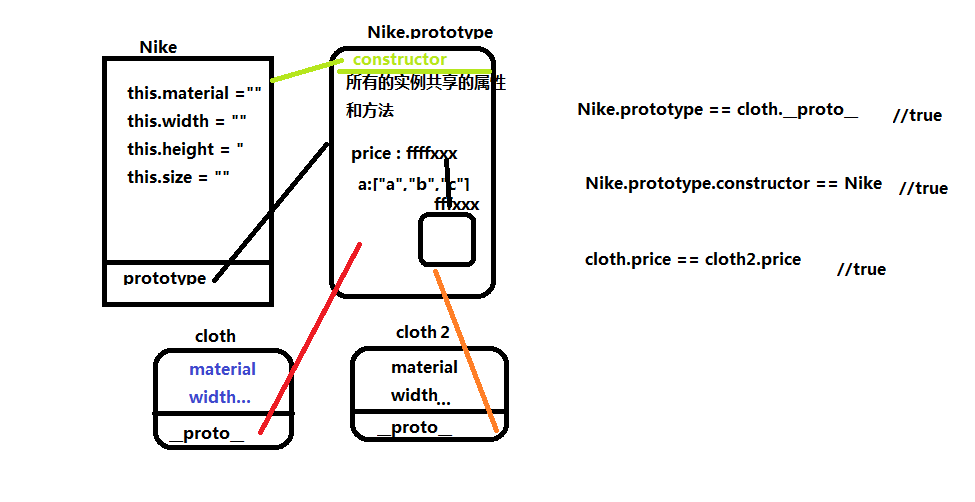 Nike
this.material =""
this.width = ""
this.height = "
this.size = ""
prototype
Nike.prototype
constructor
所有的实例共享的属性
和方法
price : ffffxxx
a:["a","b","c"]
fffxxx
Nike.prototype == cloth.__proto__ //true
Nike.prototype.constructor == Nike //true
cloth.price == cloth2.price //true
cloth
material
width...
__proto__
cloth 2
material
width...
__proto__